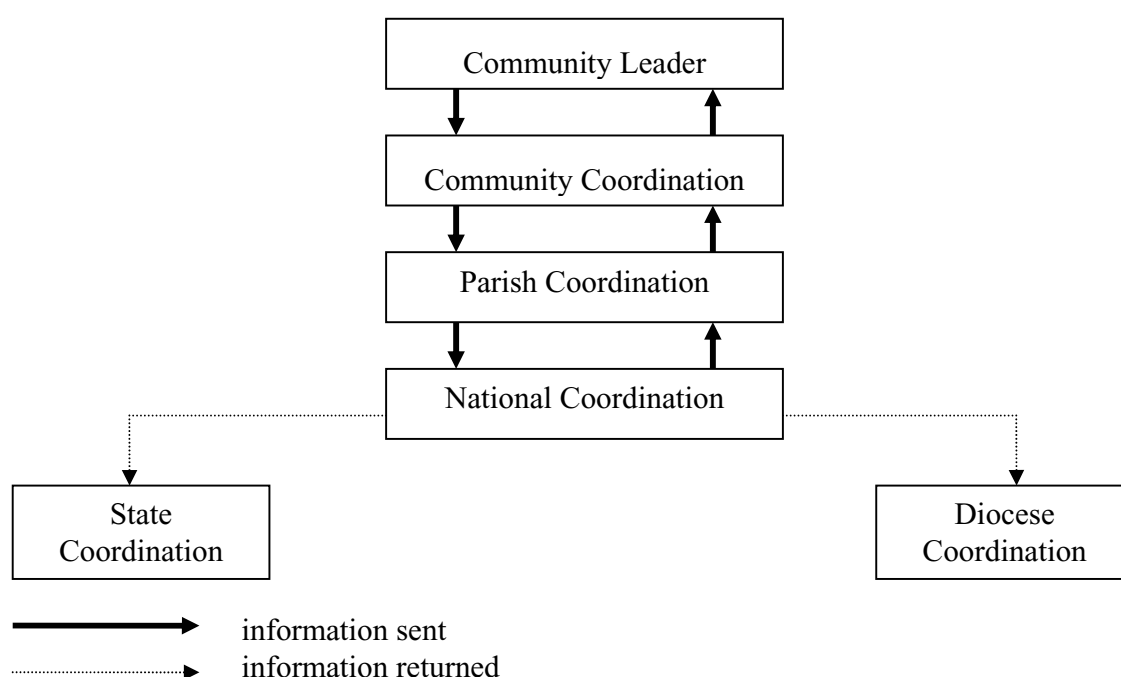 Community Leader
Community Coordination
Parish Coordination
National Coordination
State
Coordination
Diocese
Coordination
information sent
information returned